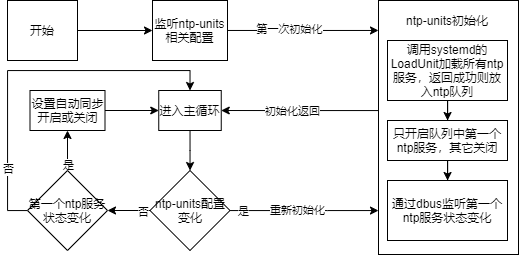 开始
监听ntp-units
相关配置
第一次初始化
ntp-units初始化
调用systemd的
LoadUnit加载所有ntp
服务，返回成功则放
入ntp队列
设置自动同步
开启或关闭
进入主循环
初始化返回
只开启队列中第一个
ntp服务，其它关闭
否
是
第一个ntp服务
状态变化
否
ntp-units配置
变化
是
重新初始化
通过dbus监听第一个
ntp服务状态变化